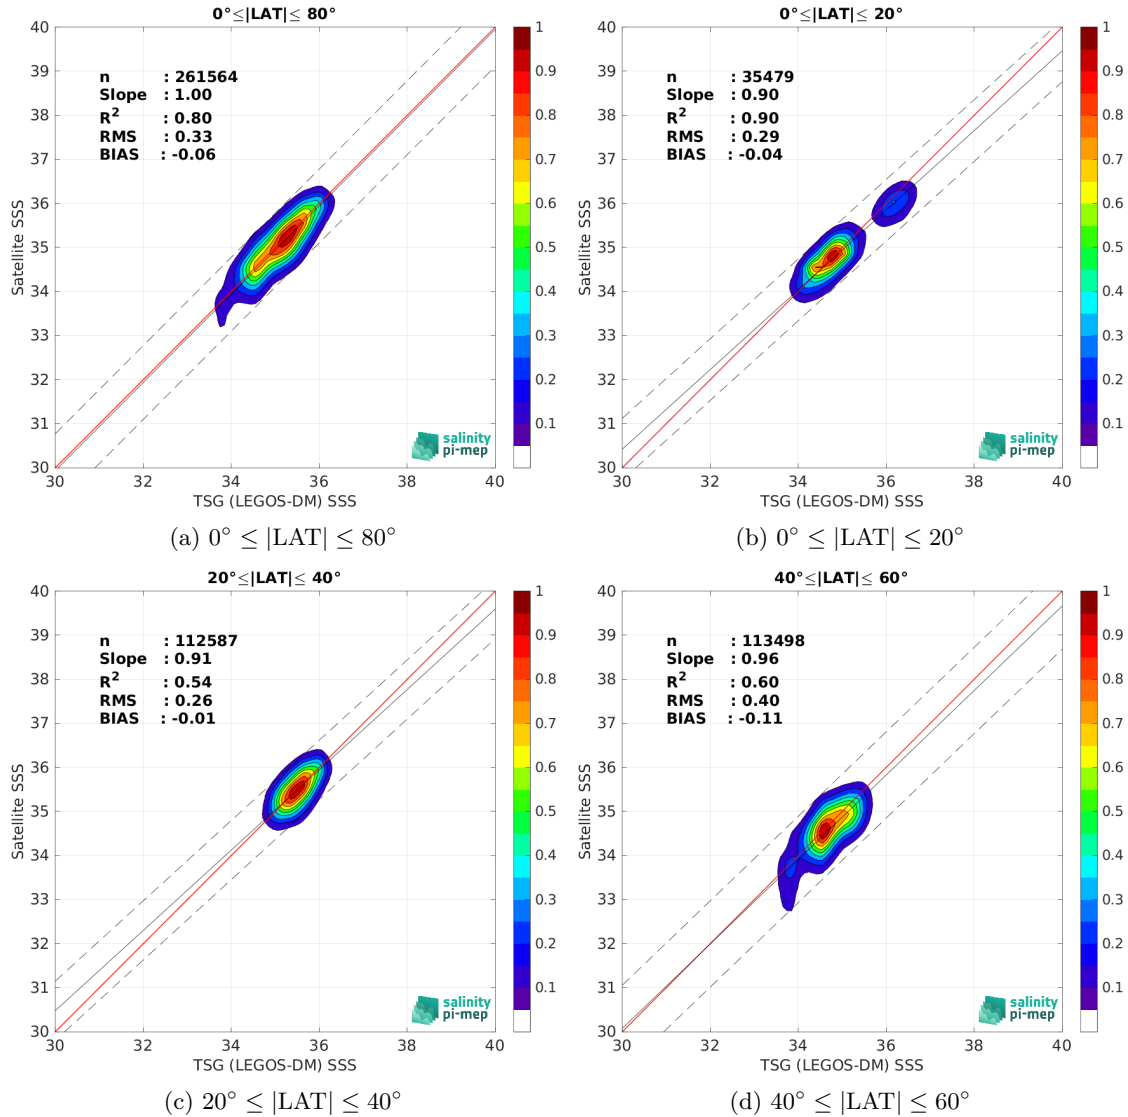 0°≤|LAT|≤ 80°
n : 261564
Slope : 1.00
R² : 0.80
RMS : 0.33
BIAS : -0.06
40
39
38
37
36
35
34
33
32
31
30
Satellite SSS
30 32 34 36 38 40
TSG (LEGOS-DM) SSS
1
0.9
0.8
0.7
0.6
0.5
0.4
0.3
0.2
0.1
salinity
pi-mep
(a) 0° ≤ |LAT| ≤ 80°
0°≤|LAT|≤ 20°
n : 35479
Slope : 0.90
R² : 0.90
RMS : 0.29
BIAS : -0.04
40
39
38
37
36
35
34
33
32
31
30
Satellite SSS
30 32 34 36 38 40
TSG (LEGOS-DM) SSS
1
0.9
0.8
0.7
0.6
0.5
0.4
0.3
0.2
0.1
salinity
pi-mep
(b) 0° ≤ |LAT| ≤ 20°
20°≤|LAT|≤ 40°
n : 112587
Slope : 0.91
R² : 0.54
RMS : 0.26
BIAS : -0.01
40
39
38
37
36
35
34
33
32
31
30
Satellite SSS
30 32 34 36 38 40
TSG (LEGOS-DM) SSS
1
0.9
0.8
0.7
0.6
0.5
0.4
0.3
0.2
0.1
salinity
pi-mep
(c) 20° ≤ |LAT| ≤ 40°
40°≤|LAT|≤ 60°
n : 113498
Slope : 0.96
R² : 0.60
RMS : 0.40
BIAS : -0.11
40
39
38
37
36
35
34
33
32
31
30
Satellite SSS
30 32 34 36 38 40
TSG (LEGOS-DM) SSS
1
0.9
0.8
0.7
0.6
0.5
0.4
0.3
0.2
0.1
salinity
pi-mep
(d) 40° ≤ |LAT| ≤ 60°